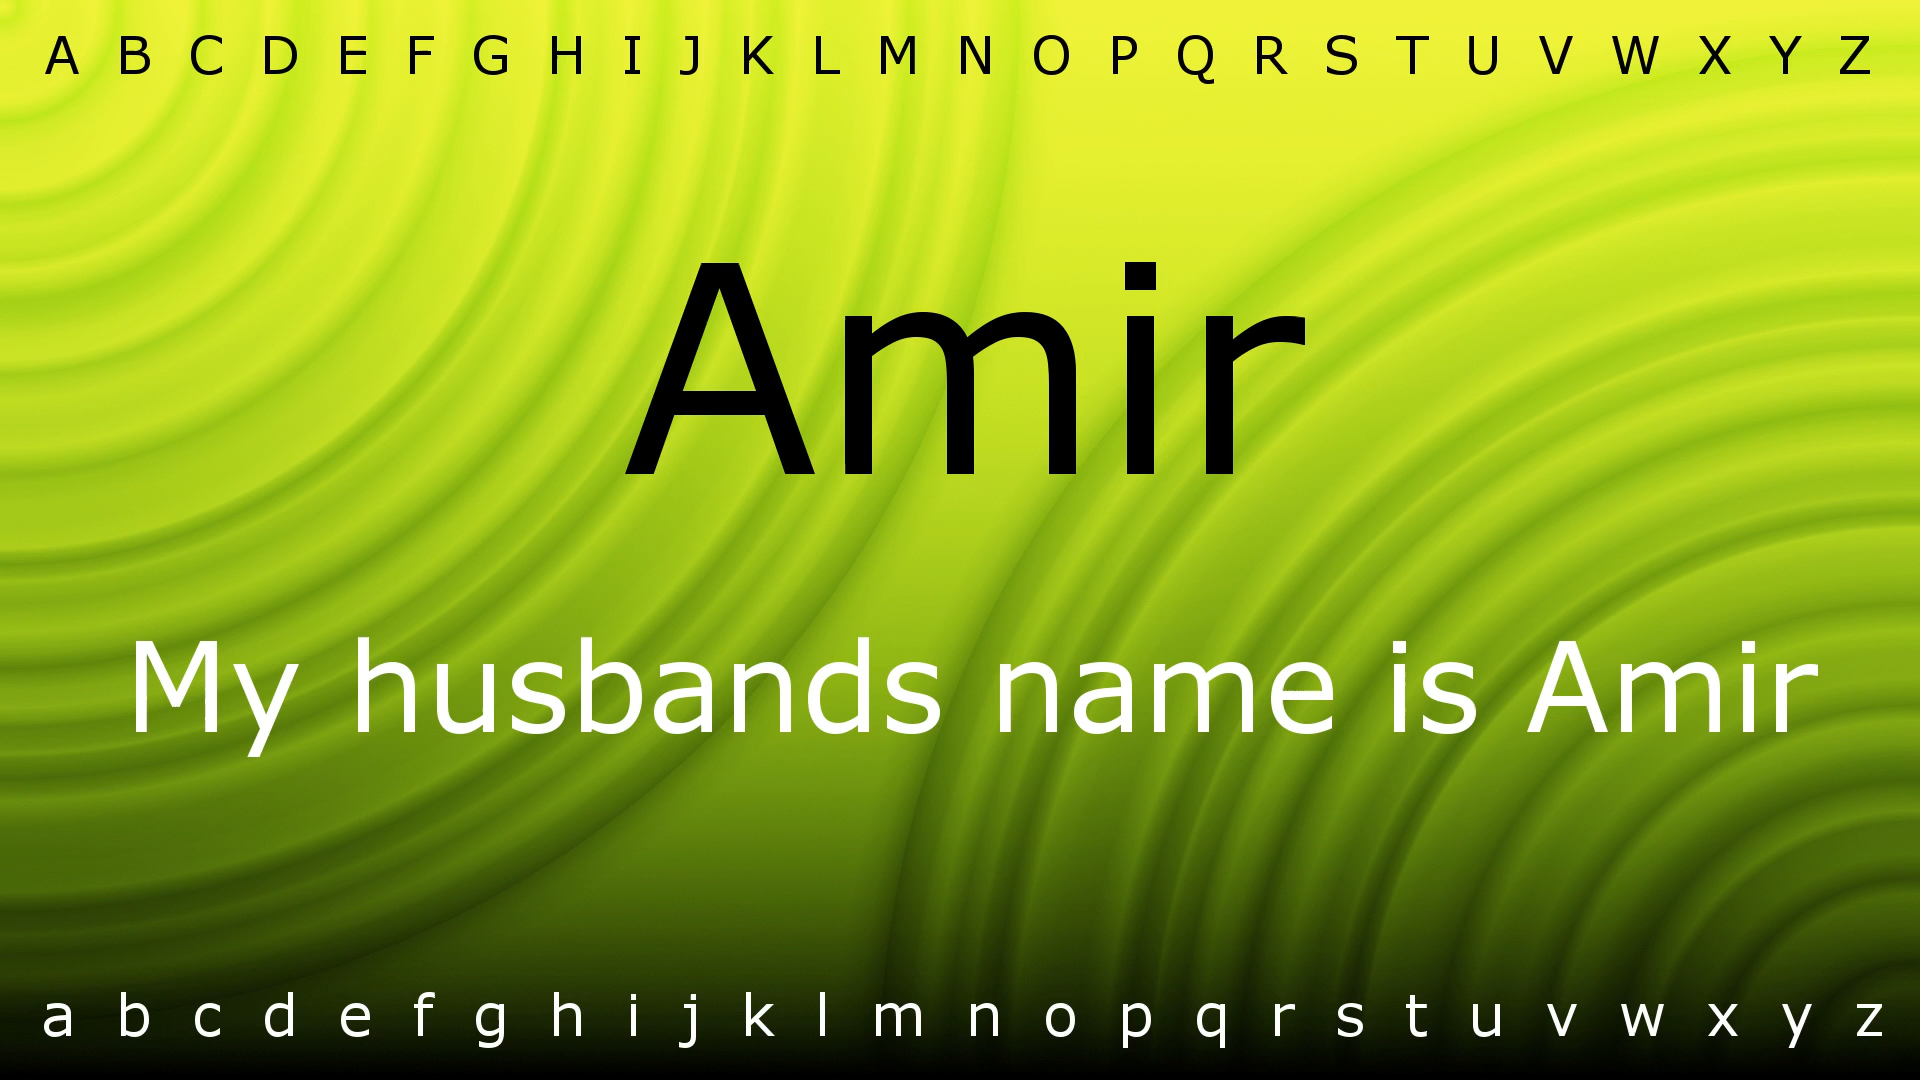 A B C D E F G H I J K L M N O P Q R S T U V W X Y Z
Amir
My husbands name is Amir
a b c d e f g h i j k l m n o p q r s t u v w x y z